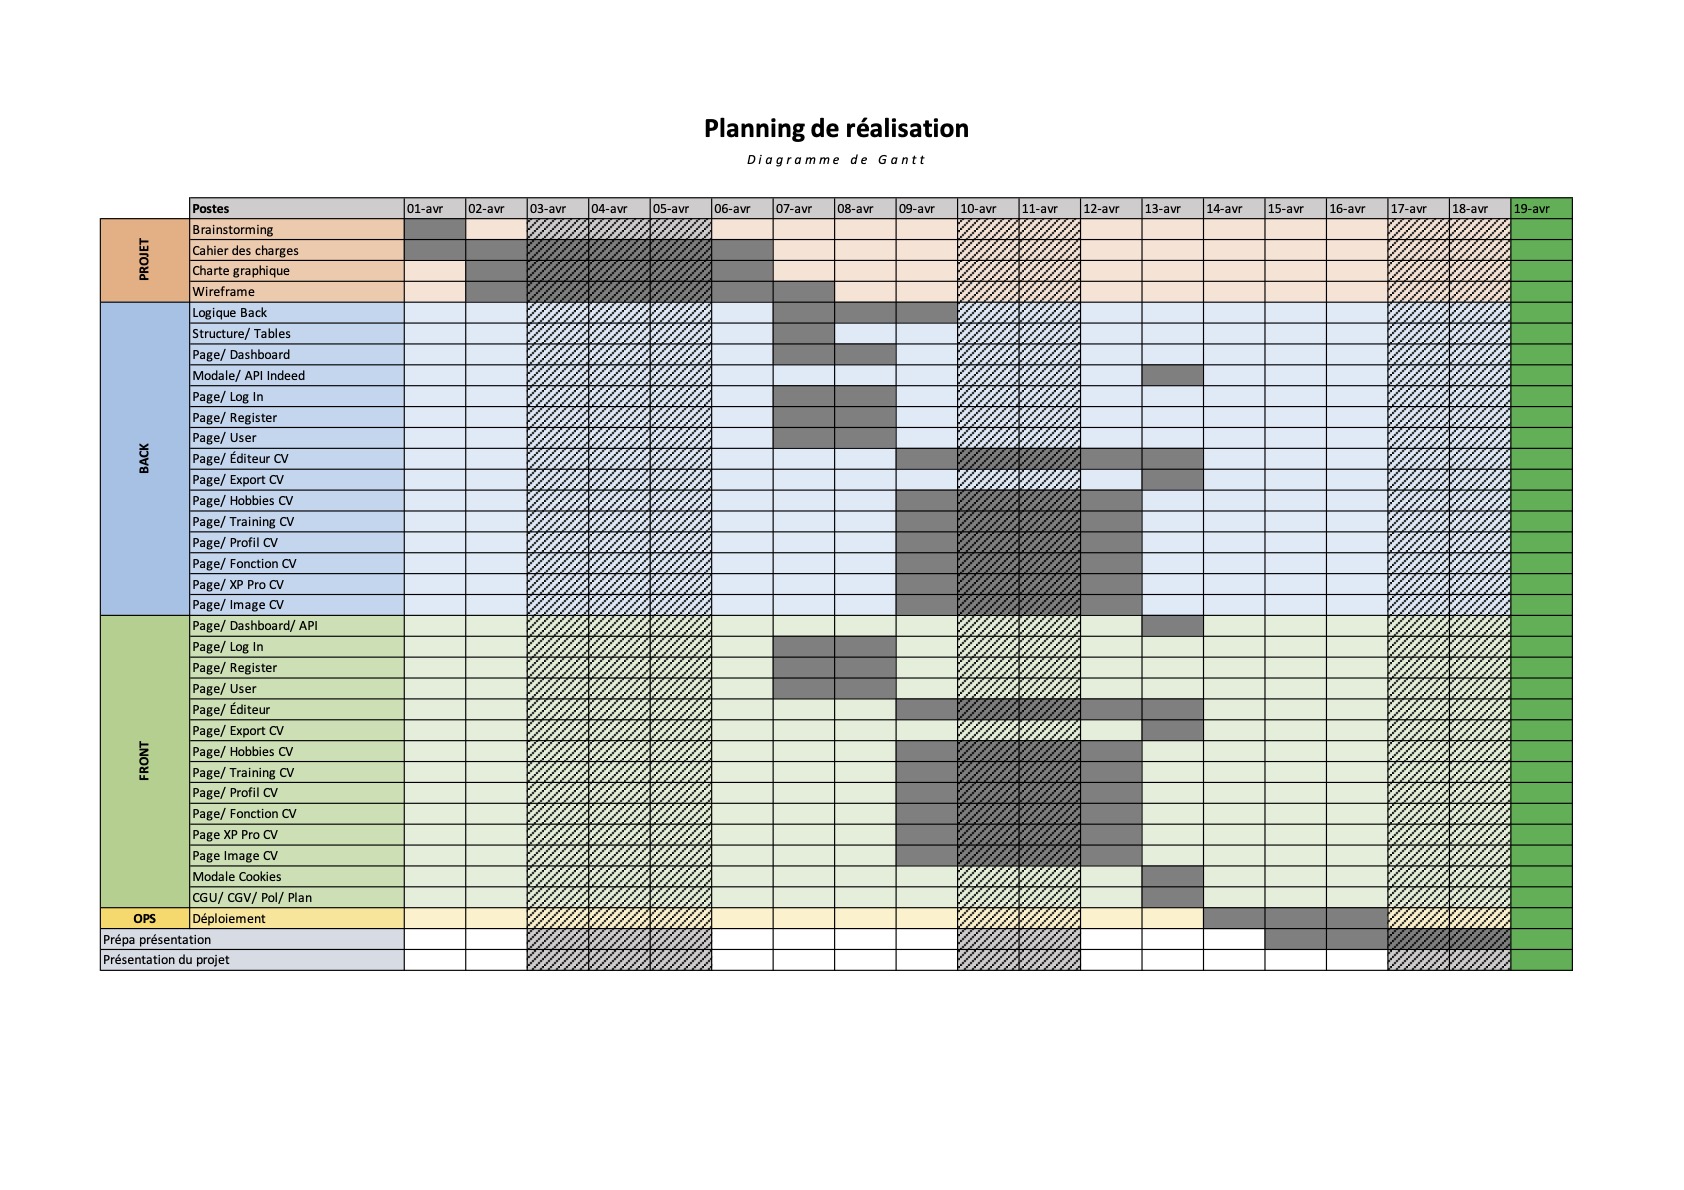 Planning de réalisation
Diagramme de Gantt
Postes 01-avr 02-avr 03-avr 04-avr 05-avr 06-avr 07-avr 08-avr 09-avr 10-avr 11-avr 12-avr 13-avr 14-avr 15-avr 16-avr 17-avr 18-avr 19-avr
PROJET
Brainstorming
Cahier des charges
Charte graphique
Wireframe
BACK
Logique Back
Structure/ Tables
Page/ Dashboard
Modale/ API Indeed
Page/ Log In
Page/ Register
Page/ User
Page/ Éditeur CV
Page/ Export CV
Page/ Hobbies CV
Page/ Training CV
Page/ Profil CV
Page/ Fonction CV
Page/ XP Pro CV
Page/ Image CV
FRONT
Page/ Dashboard/ API
Page/ Log In
Page/ Register
Page/ User
Page/ Éditeur
Page/ Export CV
Page/ Hobbies CV
Page/ Training CV
Page/ Profil CV
Page/ Fonction CV
Page XP Pro CV
Page Image CV
Modale Cookies
CGU/ CGV/ Pol/ Plan
OPS Déploiement
Prépa présentation
Présentation du projet